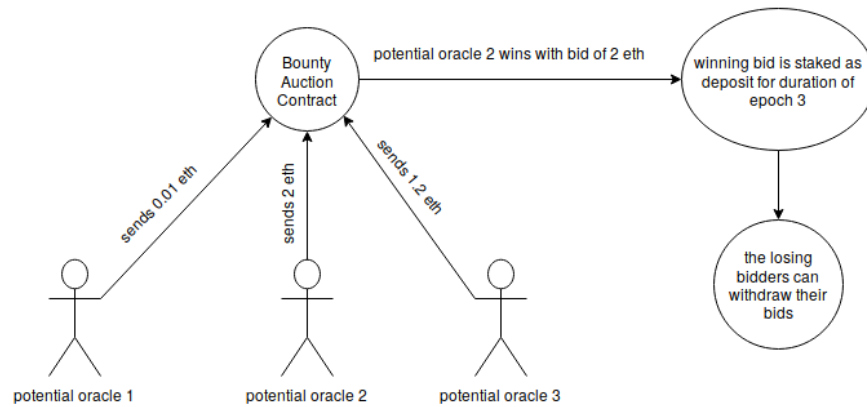 Bounty
Auction
Contract
potential oracle 2 wins with bid of 2 eth
winning bid is staked as
deposit for duration of
epoch 3
sends 0.01 eth
sends 2 eth
sends 1.2 eth
the losing
bidders can
withdraw their
bids
potential oracle 1
potential oracle 2
potential oracle 3